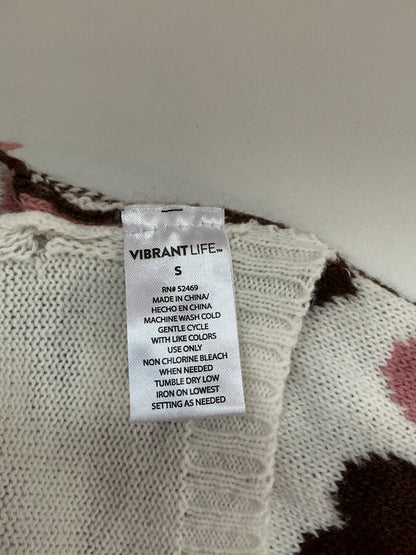 VIBRANT LIFE™
S
RN# 52469
MADE IN CHINA/
HECHO EN CHINA
MACHINE WASH COLD
GENTLE CYCLE
WITH LIKE COLORS
USE ONLY
NON CHLORINE BLEACH
WHEN NEEDED
TUMBLE DRY LOW
IRON ON LOWEST
SETTING AS NEEDED